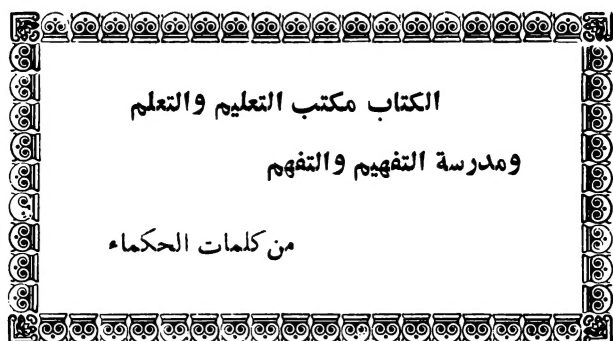 الكتاب مكتب التعليم والتعلم
ومدرسة التفهيم والتفهم
من كلمات الحكماء